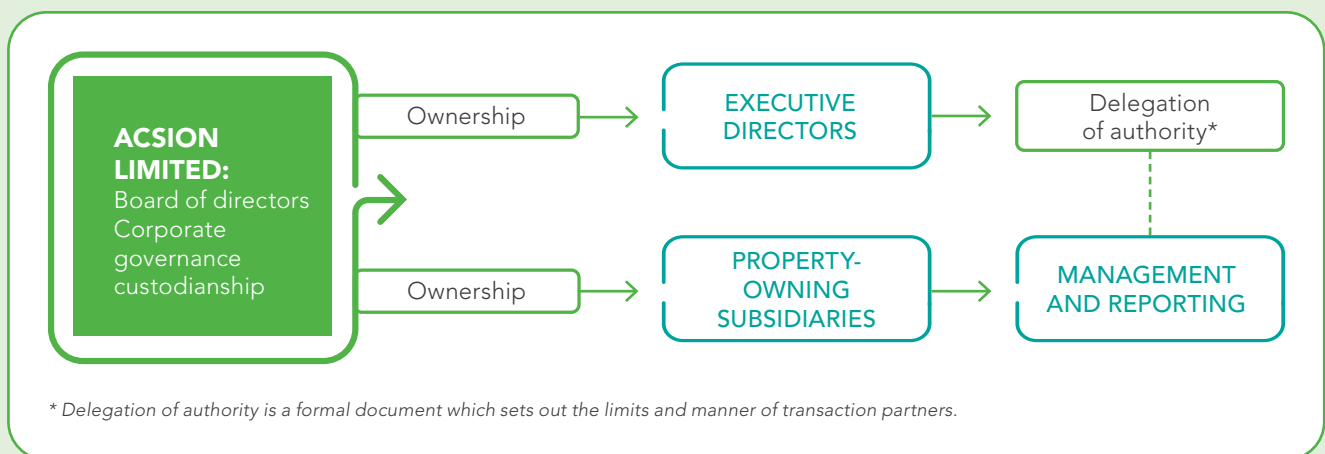 ACSION
LIMITED:
Board of directors
Corporate
governance
custodianship
Ownership
EXECUTIVE
DIRECTORS
Delegation
of authority*
Ownership
PROPERTY-
OWNING
SUBSIDIARIES
MANAGEMENT
AND REPORTING
* Delegation of authority is a formal document which sets out the limits and manner of transaction partners.